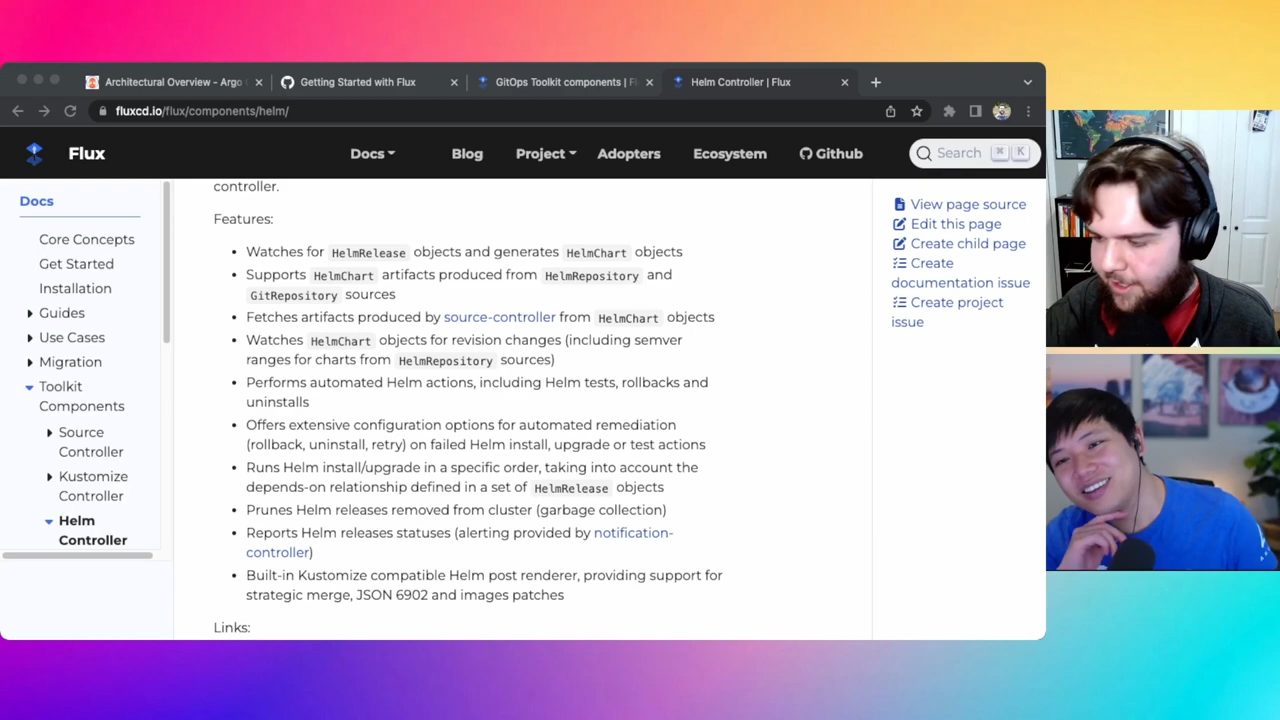 Architectural Overview - Argo
Getting Started with Flux
GitOps Toolkit components | Fl
Helm Controller | Flux
fluxcd.io/flux/components/helm/
Flux
Docs
Blog
Project
Adopters
Ecosystem
Github
Search
⌘ K
Docs
Core Concepts
Get Started
Installation
Guides
Use Cases
Migration
Toolkit
Components
Source
Controller
Kustomize
Controller
Helm
Controller
controller.
Features:
• Watches for HelmRelease objects and generates HelmChart objects
• Supports HelmChart artifacts produced from HelmRepository and
GitRepository sources
• Fetches artifacts produced by source-controller from HelmChart objects
• Watches HelmChart objects for revision changes (including semver
ranges for charts from HelmRepository sources)
• Performs automated Helm actions, including Helm tests, rollbacks and
uninstalls
• Offers extensive configuration options for automated remediation
(rollback, uninstall, retry) on failed Helm install, upgrade or test actions
• Runs Helm install/upgrade in a specific order, taking into account the
depends-on relationship defined in a set of HelmRelease objects
• Prunes Helm releases removed from cluster (garbage collection)
• Reports Helm releases statuses (alerting provided by notification-
controller)
• Built-in Kustomize compatible Helm post renderer, providing support for
strategic merge, JSON 6902 and images patches
Links:
View page source
Edit this page
Create child page
Create
documentation issue
Create project
issue